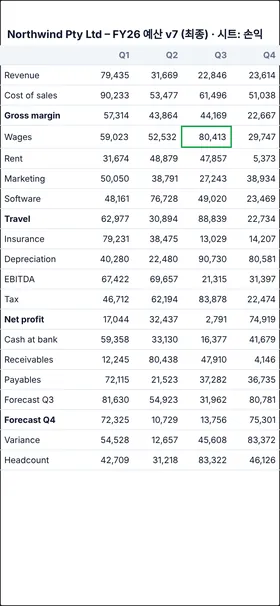 Northwind Pty Ltd – FY26 예산 v7 (최종) · 시트: 손익
Q1 Q2 Q3 Q4
Revenue 79,435 31,669 22,846 23,614
Cost of sales 90,233 53,477 61,496 51,038
Gross margin 57,314 43,864 44,169 22,667
Wages 59,023 52,532 80,413 29,747
Rent 31,674 48,879 47,857 5,373
Marketing 50,050 38,791 27,243 38,934
Software 48,161 76,728 49,020 23,469
Travel 62,977 30,894 88,839 22,734
Insurance 79,231 38,475 13,029 14,207
Depreciation 40,280 22,480 90,730 80,581
EBITDA 67,422 69,657 21,315 31,397
Tax 46,712 62,194 83,878 22,474
Net profit 17,044 32,437 2,791 74,919
Cash at bank 59,358 33,130 16,377 41,679
Receivables 12,245 80,438 47,910 4,146
Payables 72,115 21,523 37,282 36,735
Forecast Q3 81,630 54,923 31,962 80,781
Forecast Q4 72,325 10,729 13,756 75,301
Variance 54,528 12,657 45,608 83,372
Headcount 42,709 31,218 83,322 46,126